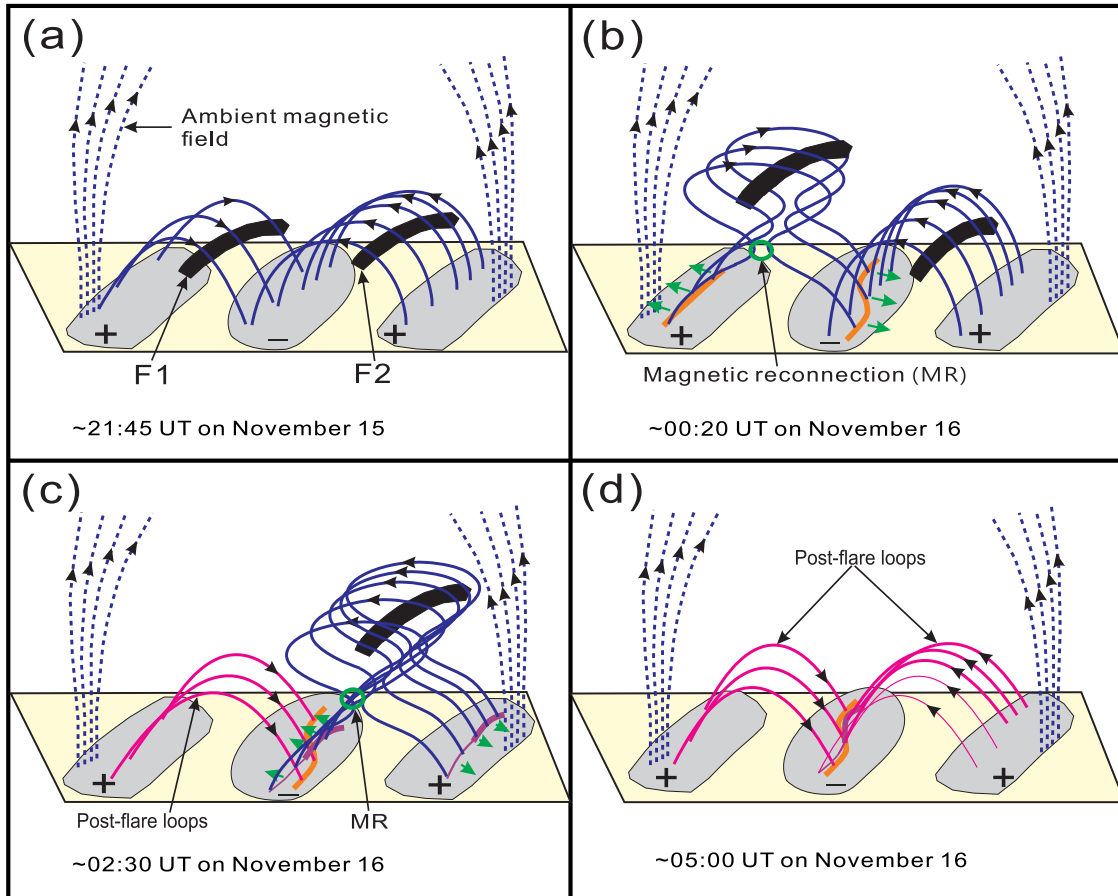 (a)
Ambient magnetic
field
+
−
+
F1
F2
~21:45 UT on November 15
(b)
+
−
+
Magnetic reconnection (MR)
~00:20 UT on November 16
(c)
+
−
+
Post-flare loops
MR
~02:30 UT on November 16
(d)
Post-flare loops
+
−
+
~05:00 UT on November 16